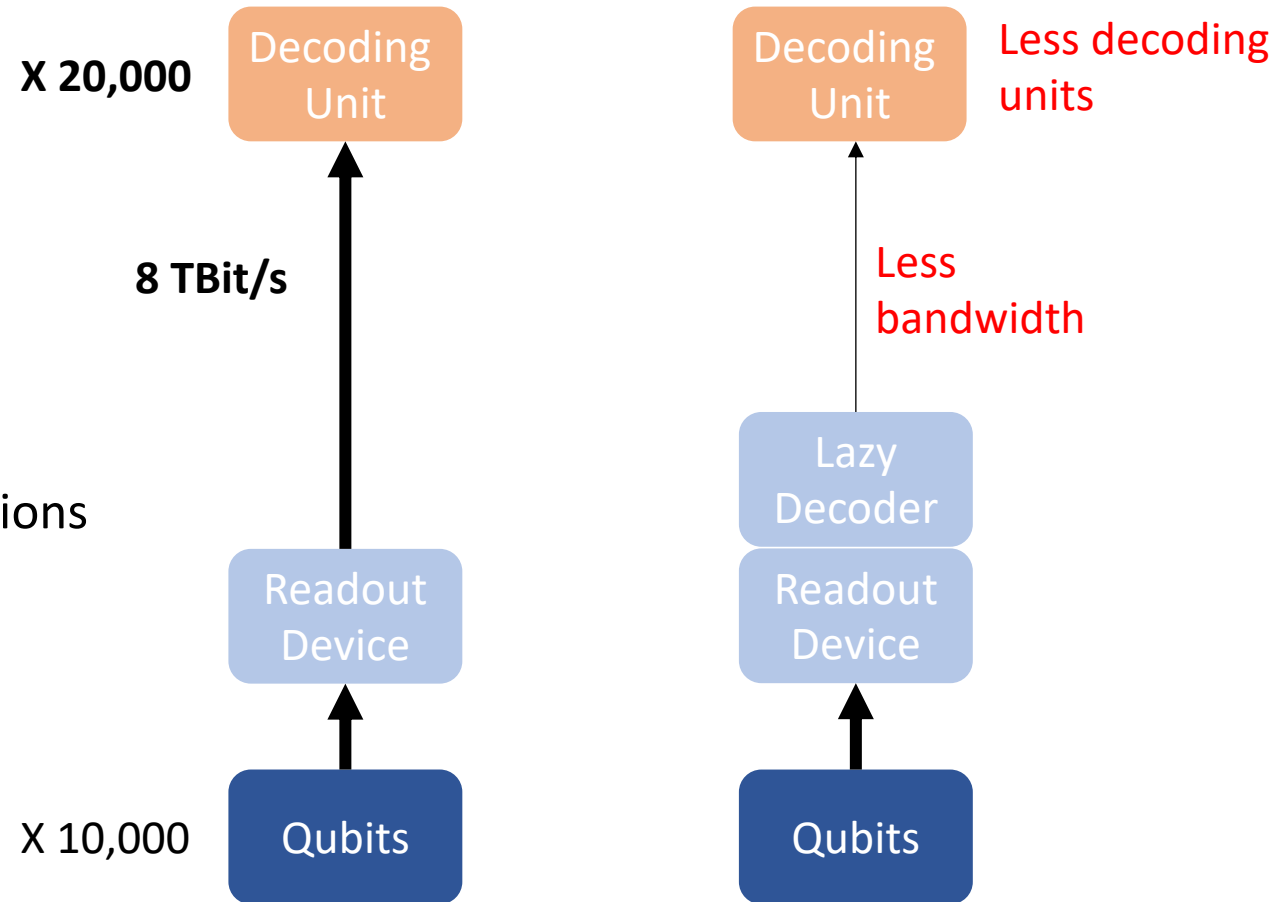 X 20,000
Decoding
Unit
Decoding
Unit
Less decoding
units
8 TBit/s
Less
bandwidth
Lazy
Decoder
ions
Readout
Device
Readout
Device
X 10,000
Qubits
Qubits